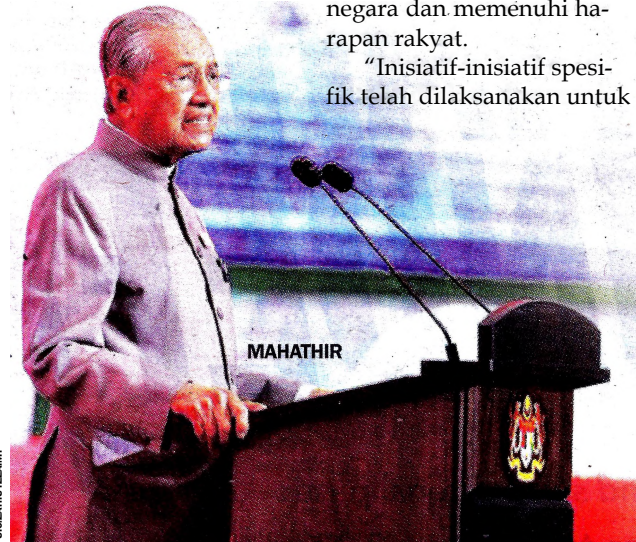 negara dan memenuhi ha-
rapan rakyat.
“Inisiatif-inisiatif spesi-
fik telah dilaksanakan untuk
MAHATHIR